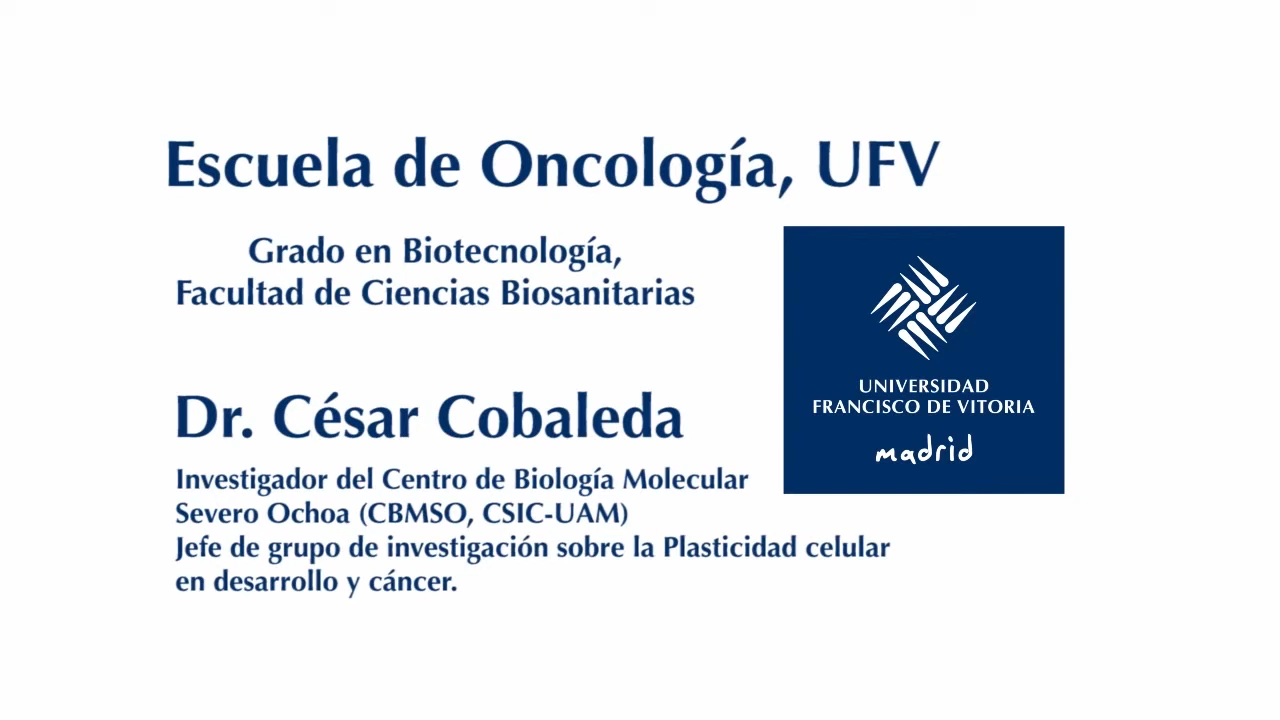 Escuela de Oncología, UFV
Grado en Biotecnología,
Facultad de Ciencias Biosanitarias
UNIVERSIDAD
FRANCISCO DE VITORIA
madrid
Dr. César Cobaleda
Investigador del Centro de Biología Molecular
Severo Ochoa (CBMSO, CSIC-UAM)
Jefe de grupo de investigación sobre la Plasticidad celular
en desarrollo y cáncer.